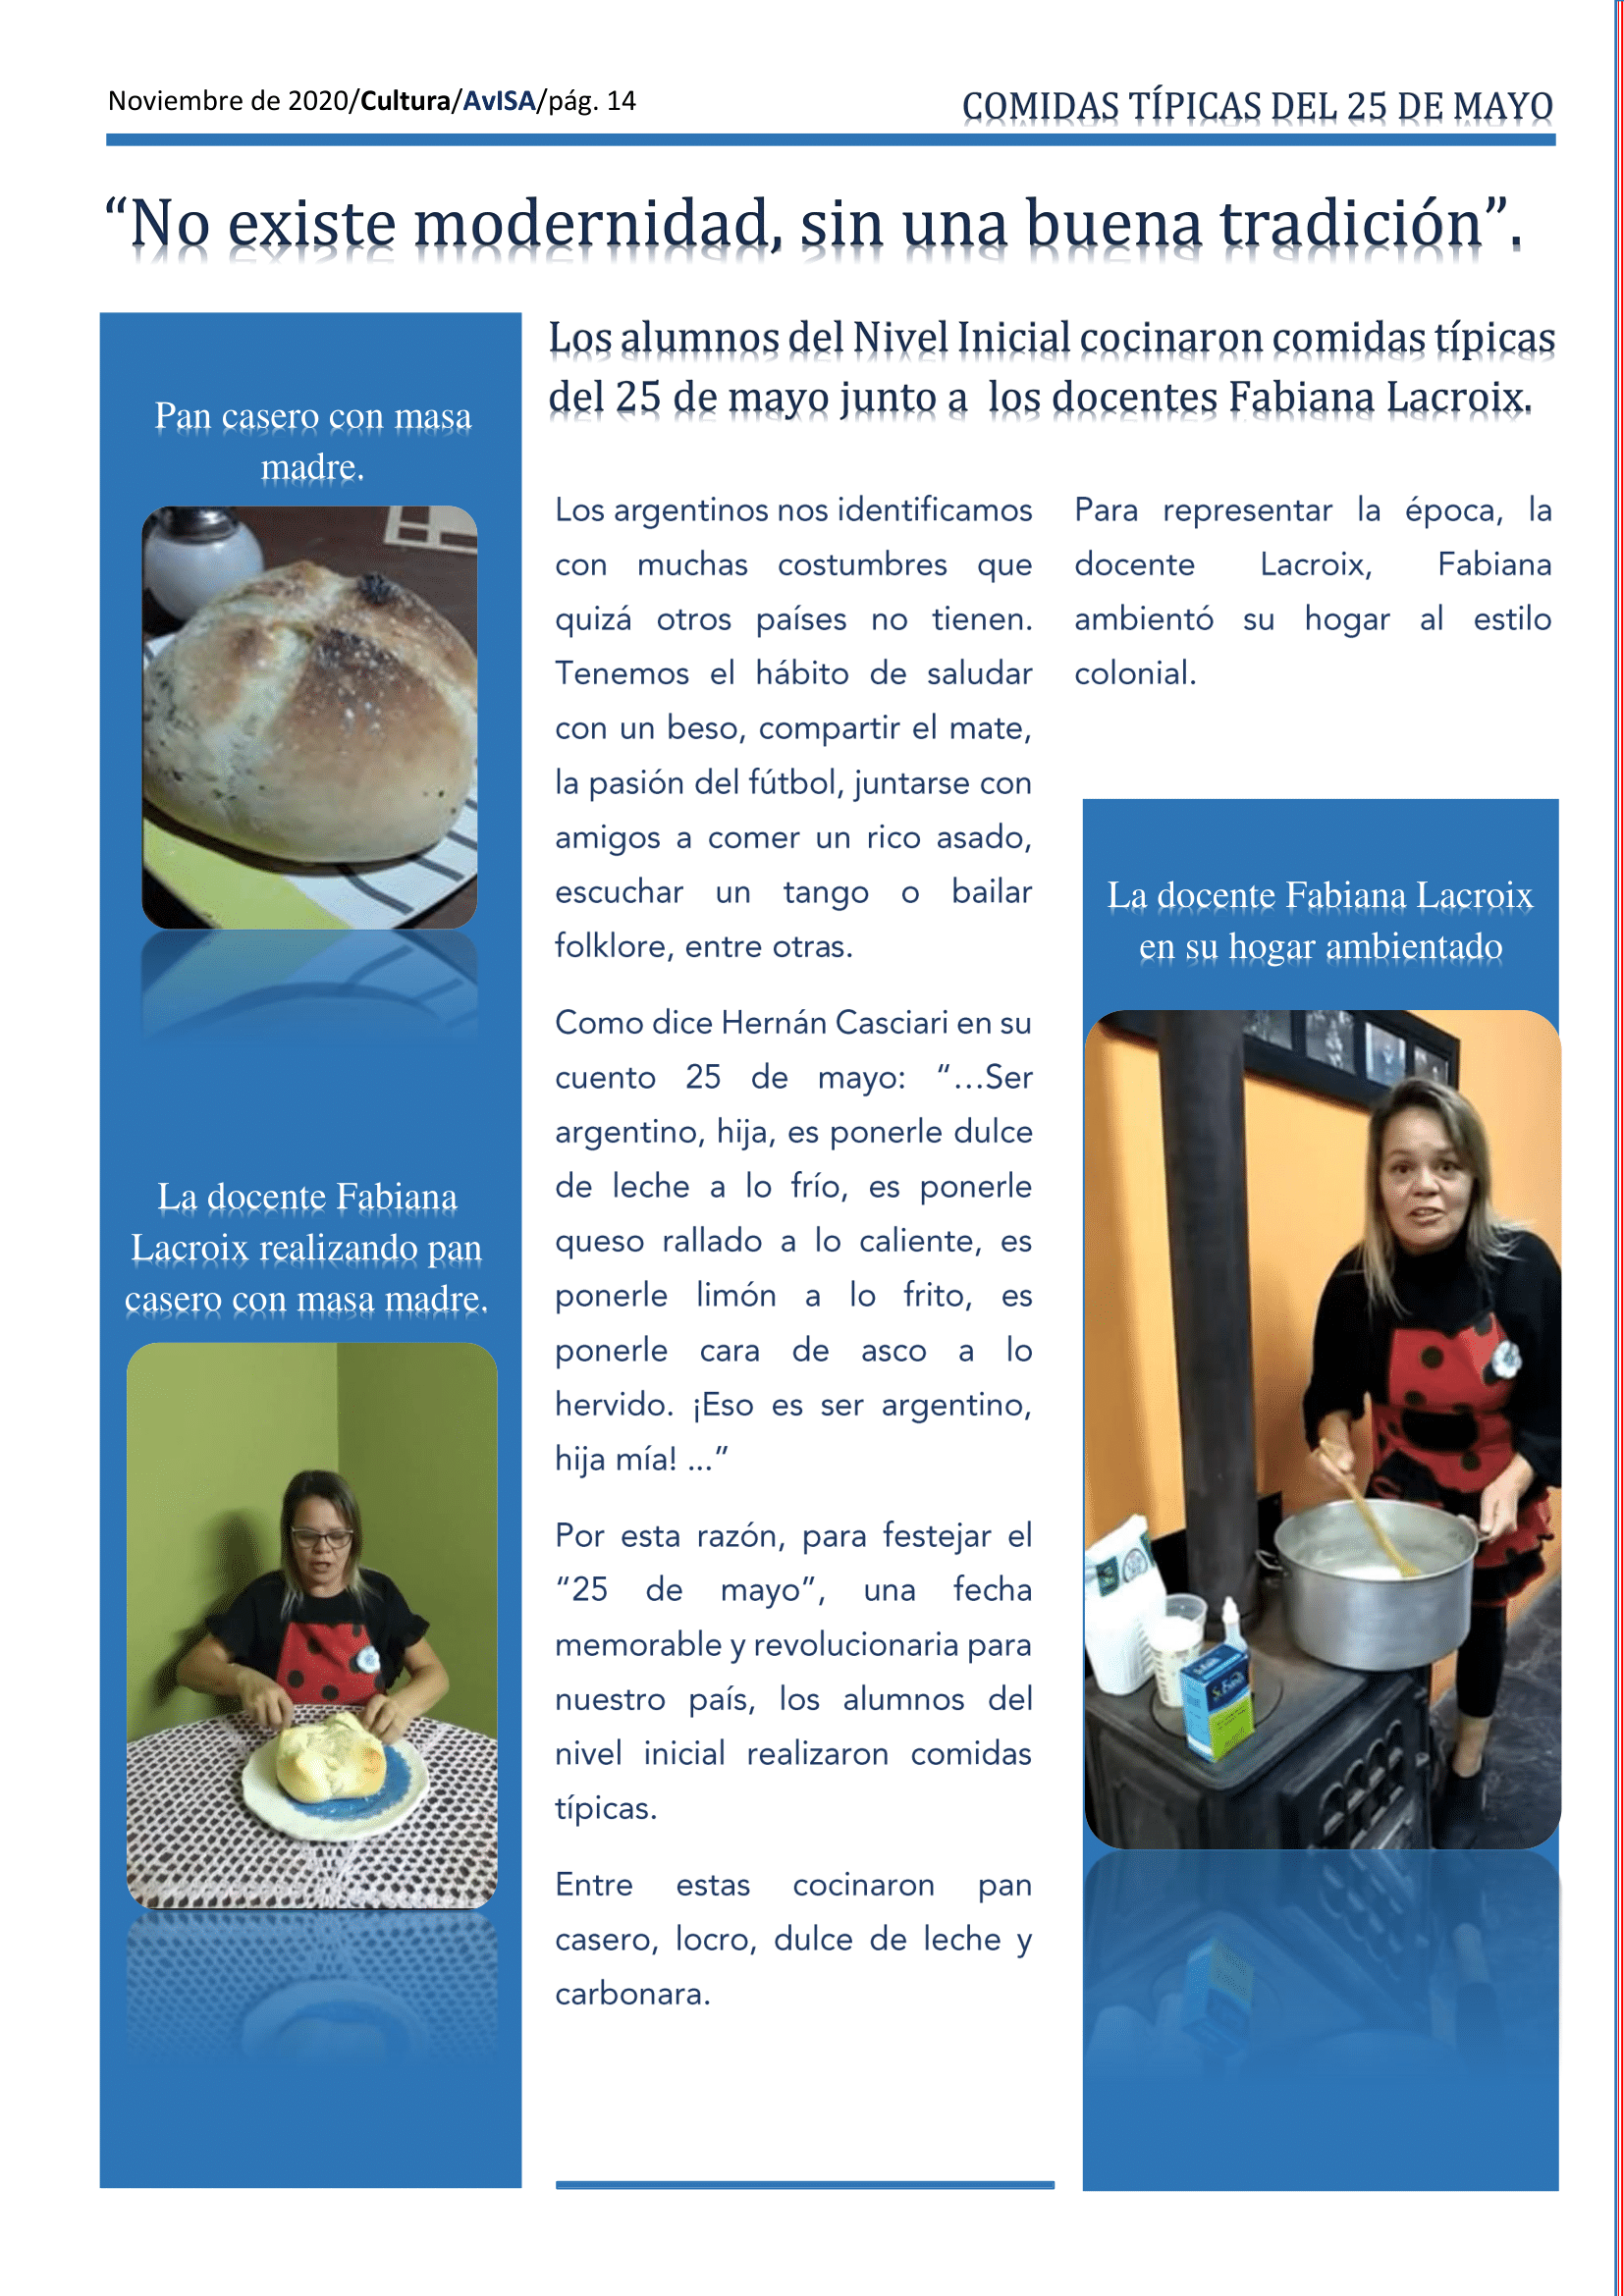 Noviembre de 2020/Cultura/AvISA/pág. 14
COMIDAS TÍPICAS DEL 25 DE MAYO
“No existe modernidad, sin una buena tradición”.
Pan casero con masa
madre.
La docente Fabiana
Lacroix realizando pan
casero con masa madre.
Los alumnos del Nivel Inicial cocinaron comidas típicas
del 25 de mayo junto a los docentes Fabiana Lacroix.
Los argentinos nos identificamos
con muchas costumbres que
quizá otros países no tienen.
Tenemos el hábito de saludar
con un beso, compartir el mate,
la pasión del fútbol, juntarse con
amigos a comer un rico asado,
escuchar un tango o bailar
folklore, entre otras.
Como dice Hernán Casciari en su
cuento 25 de mayo: “…Ser
argentino, hija, es ponerle dulce
de leche a lo frío, es ponerle
queso rallado a lo caliente, es
ponerle limón a lo frito, es
ponerle cara de asco a lo
hervido. ¡Eso es ser argentino,
hija mía! ...”
Por esta razón, para festejar el
“25 de mayo”, una fecha
memorable y revolucionaria para
nuestro país, los alumnos del
nivel inicial realizaron comidas
típicas.
Entre estas cocinaron pan
casero, locro, dulce de leche y
carbonara.
Para representar la época, la
docente Lacroix, Fabiana
ambientó su hogar al estilo
colonial.
La docente Fabiana Lacroix
en su hogar ambientado